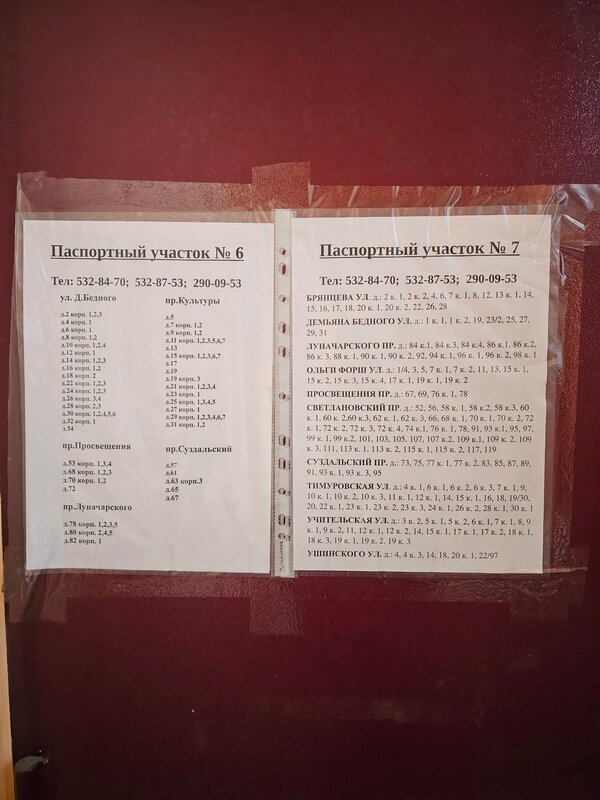 Паспортный участок № 6
Тел: 532-84-70; 532-87-53; 290-09-53
ул. Д.Бедного
д.2 корп. 1,2,3
д.4 корп. 1
д.6 корп. 1
д.8 корп. 1,2
д.10 корп. 1,2,4
д.12 корп. 1
д.14 корп. 1,2,3
д.16 корп. 1,2
д.18 корп. 2
д.22 корп. 1,2,3
д.24 корп. 1,2,3
д.26 корп. 3,4
д.28 корп. 2,3
д.30 корп. 1,2,4,5,6
д.32 корп. 1
д.34
пр.Культуры
д.5
д.7 корп. 1,2
д.9 корп. 1,2
д.11 корп. 1,2,3,5,6,7
д.13
д.15 корп. 1,2,3,6,7
д.17
д.19
д.19 корп. 3
д.21 корп. 1,2,3,4
д.23 корп. 1
д.25 корп. 1,3,4,5
д.27 корп. 1
д.29 корп. 1,2,3,4,6,7
д.31 корп. 1,2
пр.Просвещения
д.53 корп. 1,3,4
д.68 корп. 1,2,3
д.70 корп. 1,2
д.72
пр.Суздальский
д.57
д.61
д.63 корп.3
д.65
д.67
пр.Луначарского
д.78 корп. 1,2,3,5
д.80 корп. 2,4,5
д.82 корп. 1
Паспортный участок № 7
Тел: 532-84-70; 532-87-53; 290-09-53
БРЯНЦЕВА УЛ. д.: 2 к. 1, 2 к. 2, 4, 6, 7 к. 1, 8, 12, 13 к. 1, 14,
15, 16, 17, 18, 20 к. 1, 20 к. 2, 22, 26, 28
ДЕМЬЯНА БЕДНОГО УЛ. д.: 1 к. 1, 1 к. 2, 19, 23/2, 25, 27,
29, 31
ЛУНАЧАРСКОГО ПР. д.: 84 к.1, 84 к.3, 84 к.4, 86 к.1, 86 к.2,
86 к. 3, 88 к. 1, 90 к. 1, 90 к. 2, 92, 94 к. 1, 96 к. 1, 96 к. 2, 98 к. 1
ОЛЬГИ ФОРШ УЛ. д.: 1/4, 3, 5, 7 к. 1, 7 к. 2, 11, 13, 15 к. 1,
15 к. 2, 15 к. 3, 15 к. 4, 17 к. 1, 19 к. 1, 19 к. 2
ПРОСВЕЩЕНИЯ ПР. д.: 67, 69, 76 к. 1, 78
СВЕТЛАНОВСКИЙ ПР. д.: 52, 56, 58 к. 1, 58 к.2, 58 к.3, 60
к. 1, 60 к. 2.60 к.3, 62 к. 1, 62 к. 3, 66, 68 к. 1, 70 к. 1, 70 к. 2, 72
к. 1, 72 к. 2, 72 к. 3, 72 к. 4, 74 к.1, 76 к. 1, 78, 91, 93 к.1, 95, 97,
99 к. 1, 99 к.2, 101, 103, 105, 107, 107 к.2, 109 к.1, 109 к. 2, 109
к. 3, 111, 113 к. 1, 113 к. 2, 115 к. 1, 115 к. 2, 117, 119
СУЗДАЛЬСКИЙ ПР. д.: 73, 75, 77 к. 1, 77 к. 2, 83, 85, 87, 89,
91, 93 к. 1, 93 к. 3, 95
ТИМУРОВСКАЯ УЛ. д.: 4 к. 1, 6 к. 1, 6 к. 2, 6 к. 3, 7 к. 1, 9,
10 к. 1, 10 к. 2, 10 к. 3, 11 к. 1, 12 к. 1, 14, 15 к. 1, 16, 18, 19/30,
20, 22 к. 1, 23 к. 1, 23 к. 2, 23 к. 3, 24 к. 1, 26 к. 2, 28 к. 1, 30 к. 1
УЧИТЕЛЬСКАЯ УЛ. д.: 3 к. 2, 5 к. 1, 5 к. 2, 6 к. 1, 7 к. 1, 8, 9
к. 1, 9 к. 2, 11, 12 к. 1, 12 к. 2, 14, 15 к. 1, 17 к. 1, 17 к. 2, 18 к. 1,
18 к. 3, 19 к. 1, 19 к. 2, 19 к. 3
УШИНСКОГО УЛ. д.: 4, 4 к. 3, 14, 18, 20 к. 1, 22/97